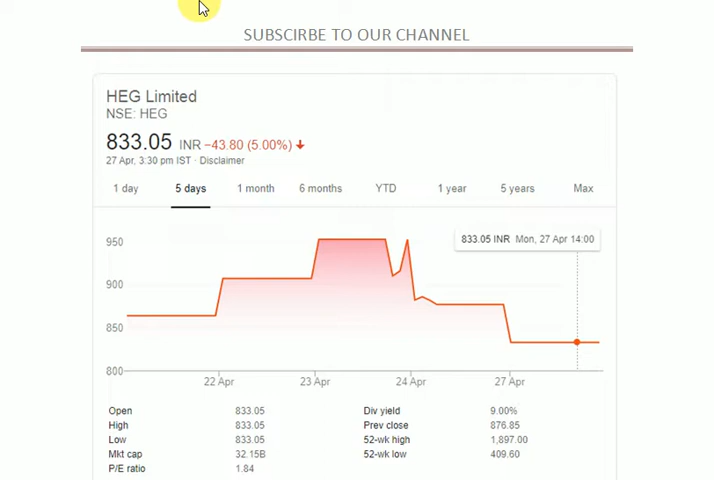 SUBSCIRBE TO OUR CHANNEL
HEG Limited
NSE: HEG
833.05 INR −43.80 (5.00%)
27 Apr, 3:30 pm IST · Disclaimer
1 day 5 days 1 month 6 months YTD 1 year 5 years Max
833.05 INR Mon, 27 Apr 14:00
950
900
850
800
22 Apr 23 Apr 24 Apr 27 Apr
Open 833.05 Div yield 9.00%
High 833.05 Prev close 876.85
Low 833.05 52-wk high 1,897.00
Mkt cap 32.15B 52-wk low 409.60
P/E ratio 1.84